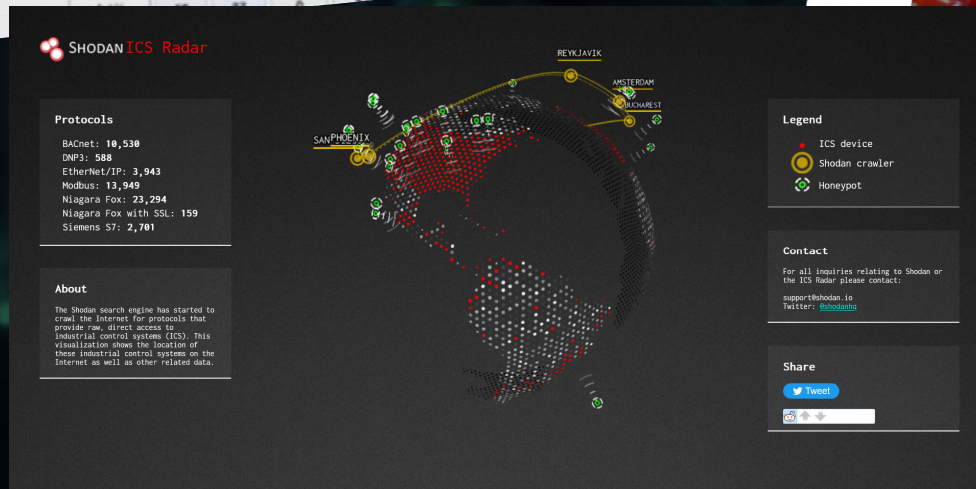 SHODAN ICS Radar
REYKJAVIK
AMSTERDAM
BUCHAREST
SAN
PHOENIX
Protocols
BACnet: 10,530
DNP3: 588
EtherNet/IP: 3,943
Modbus: 13,949
Niagara Fox: 23,294
Niagara Fox with SSL: 159
Siemens S7: 2,701
About
The Shodan search engine has started to
crawl the Internet for protocols that
provide raw, direct access to
industrial control systems (ICS). This
visualization shows the location of
these industrial control systems on the
Internet as well as other related data.
Legend
ICS device
Shodan crawler
Honeypot
Contact
For all inquiries relating to Shodan or
the ICS Radar please contact:
support@shodan.io
Twitter: @shodanhq
Share
Tweet